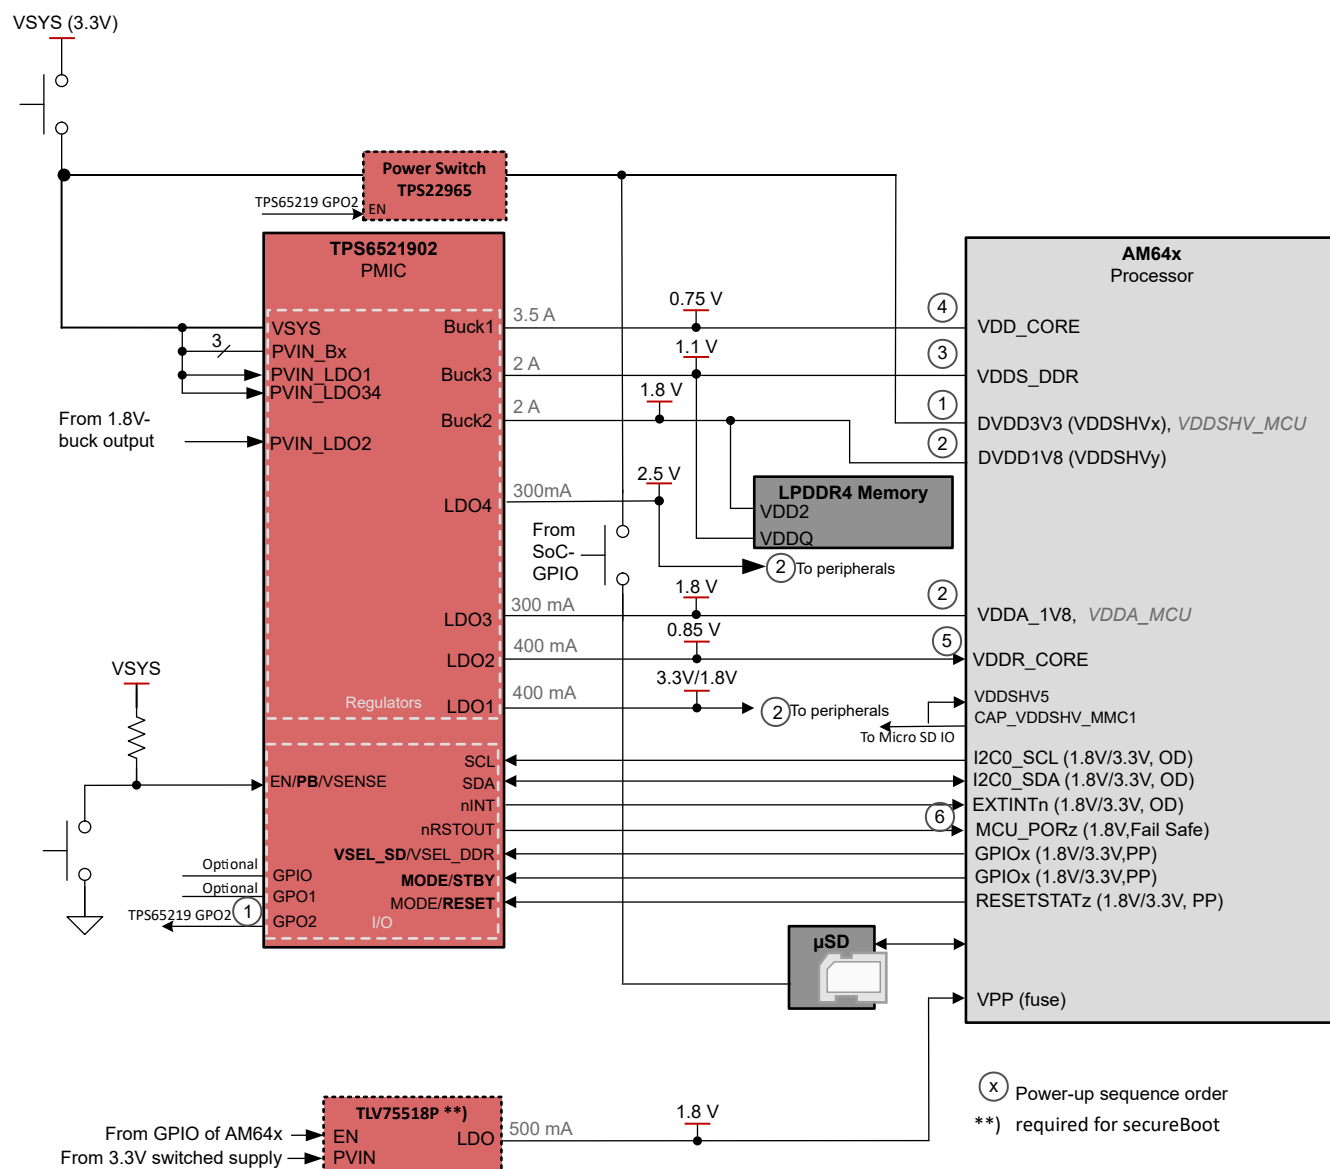 VSYS (3.3V)
Power Switch
TPS22965
TPS65219 GPO2
EN
TPS6521902
PMIC
AM64x
Processor
VSYS
3
PVIN_Bx
PVIN_LDO1
PVIN_LDO34
From 1.8V-
buck output
PVIN_LDO2
Buck1
3.5 A
0.75 V
4
VDD_CORE
Buck3
2 A
1.1 V
3
VDDS_DDR
Buck2
2 A
1.8 V
1
DVDD3V3 (VDDSHVx), VDDSHV_MCU
2
DVDD1V8 (VDDSHVy)
LDO4
300mA
2.5 V
LPDDR4 Memory
VDD2
VDDQ
From
SoC-
GPIO
2
To peripherals
LDO3
300 mA
1.8 V
2
VDDA_1V8, VDDA_MCU
LDO2
400 mA
0.85 V
5
VDDR_CORE
Regulators
LDO1
400 mA
3.3V/1.8V
2
To peripherals
VDDSHV5
CAP_VDDSHV_MMC1
To Micro SD IO
VSYS
EN/PB/VSENSE
SCL
I2C0_SCL (1.8V/3.3V, OD)
SDA
I2C0_SDA (1.8V/3.3V, OD)
nINT
EXTINTn (1.8V/3.3V, OD)
nRSTOUT
6
MCU_PORz (1.8V,Fail Safe)
VSEL_SD/VSEL_DDR
GPIOx (1.8V/3.3V,PP)
MODE/STBY
GPIOx (1.8V/3.3V,PP)
MODE/RESET
RESETSTATz (1.8V/3.3V, PP)
Optional
GPIO
Optional
GPO1
TPS65219 GPO2
1
GPO2
I/O
µSD
VPP (fuse)
TLV75518P **)
From GPIO of AM64x
EN
LDO
500 mA
1.8 V
From 3.3V switched supply
PVIN
x
Power-up sequence order
**) required for secureBoot